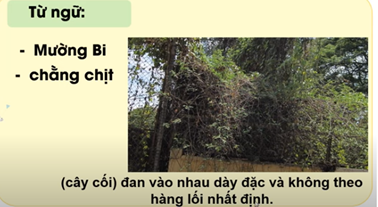 Từ ngữ:
- Mường Bi
- chằng chịt
(cây cối) đan vào nhau dày đặc và không theo
hàng lối nhất định.